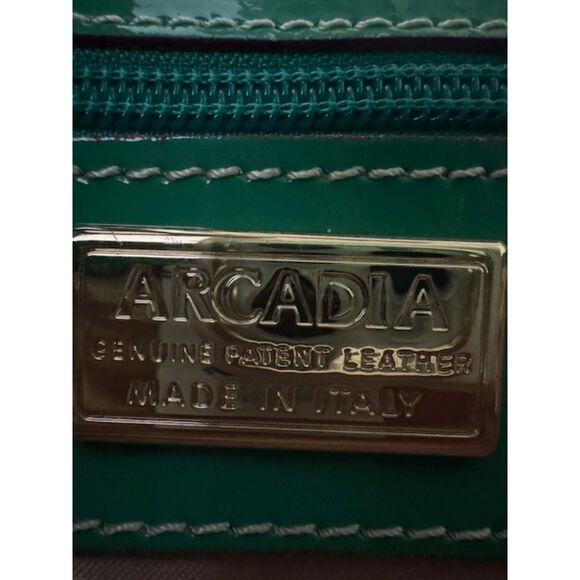 ARCADIA
GENUINE PATENT LEATHER
MADE IN ITALY